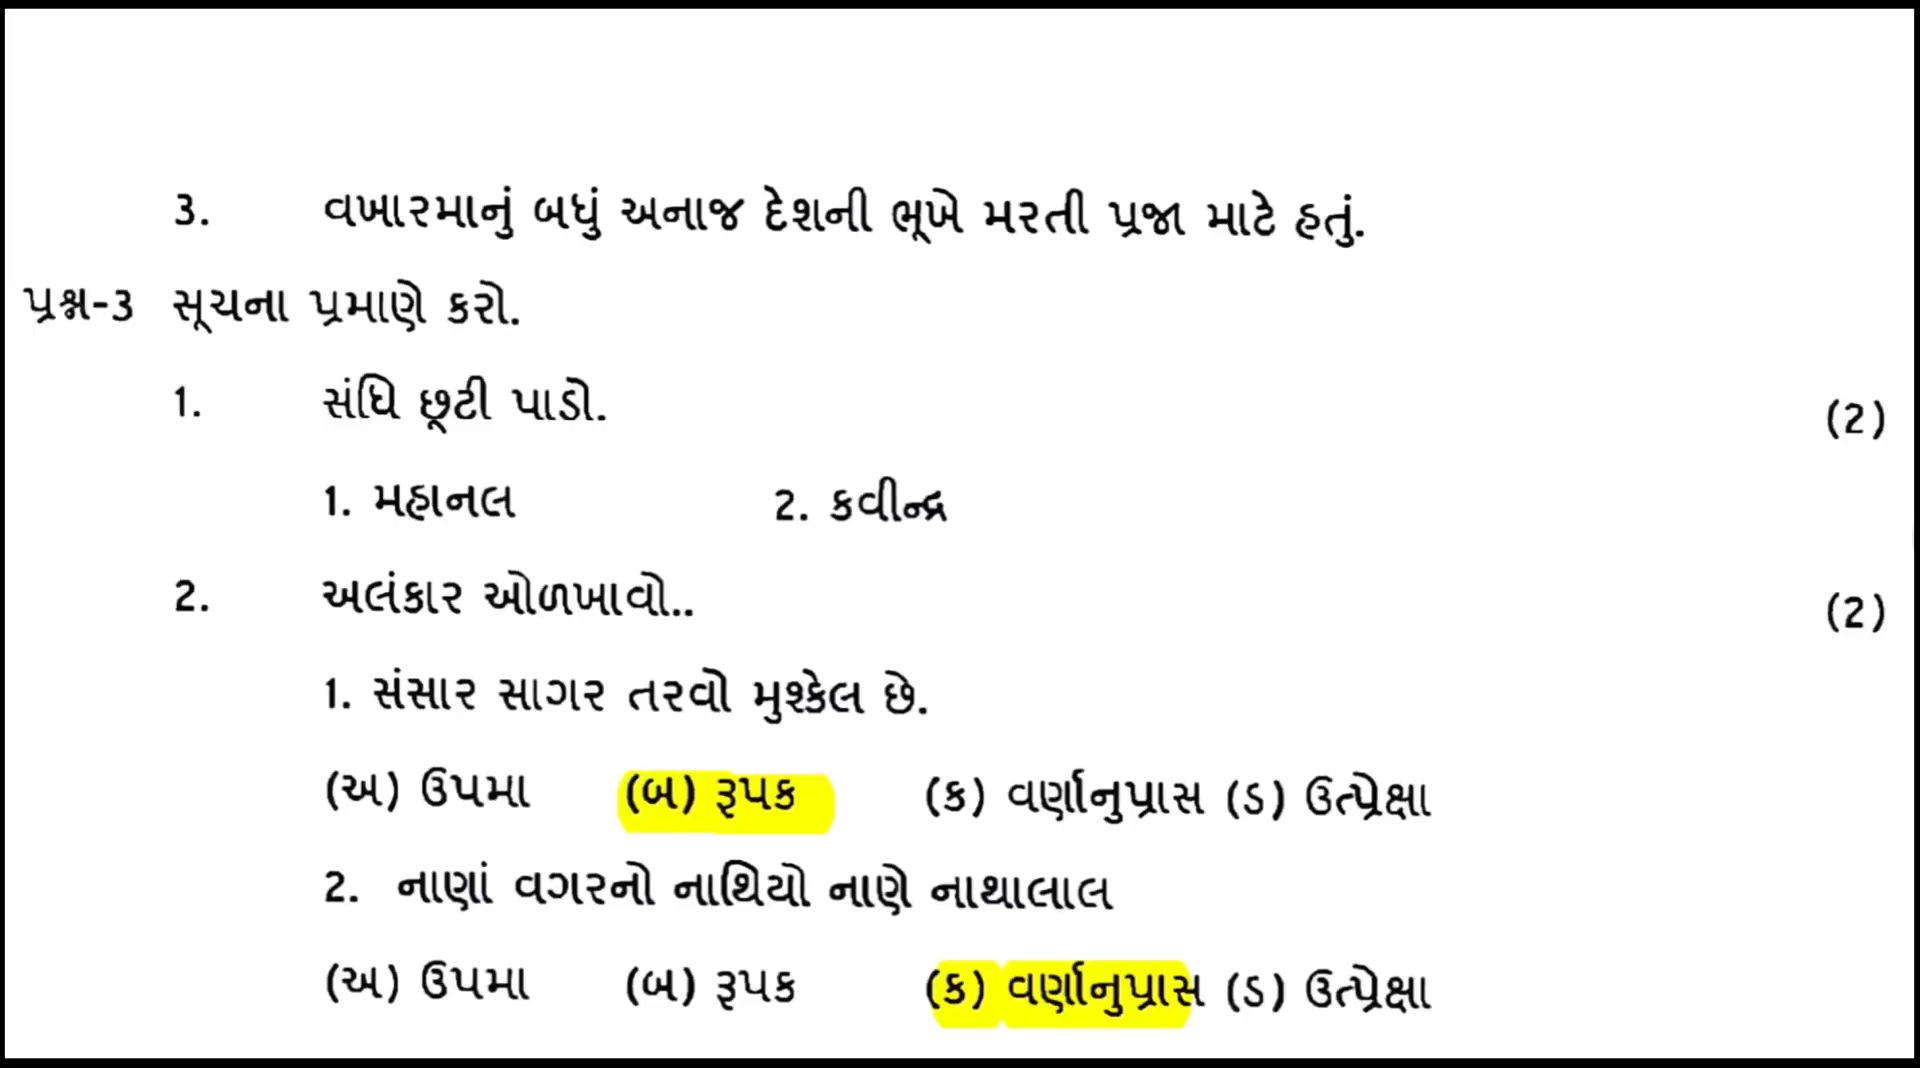 3. વખારમાનું બધું અનાજ દેશની ભૂખે મરતી પ્રજા માટે હતું.
પ્રશ્ન-3 સૂચના પ્રમાણે કરો.
1. સંધિ છૂટી પાડો. (2)
1. મહાનલ 2. કવીન્દ્ર
2. અલંકાર ઓળખાવો.. (2)
1. સંસાર સાગર તરવો મુશ્કેલ છે.
(અ) ઉપમા (બ) રૂપક (ક) વર્ણાનુપ્રાસ (ડ) ઉત્પ્રેક્ષા
2. નાણાં વગરનો નાથિયો નાણે નાથાલાલ
(અ) ઉપમા (બ) રૂપક (ક) વર્ણાનુપ્રાસ (ડ) ઉત્પ્રેક્ષા